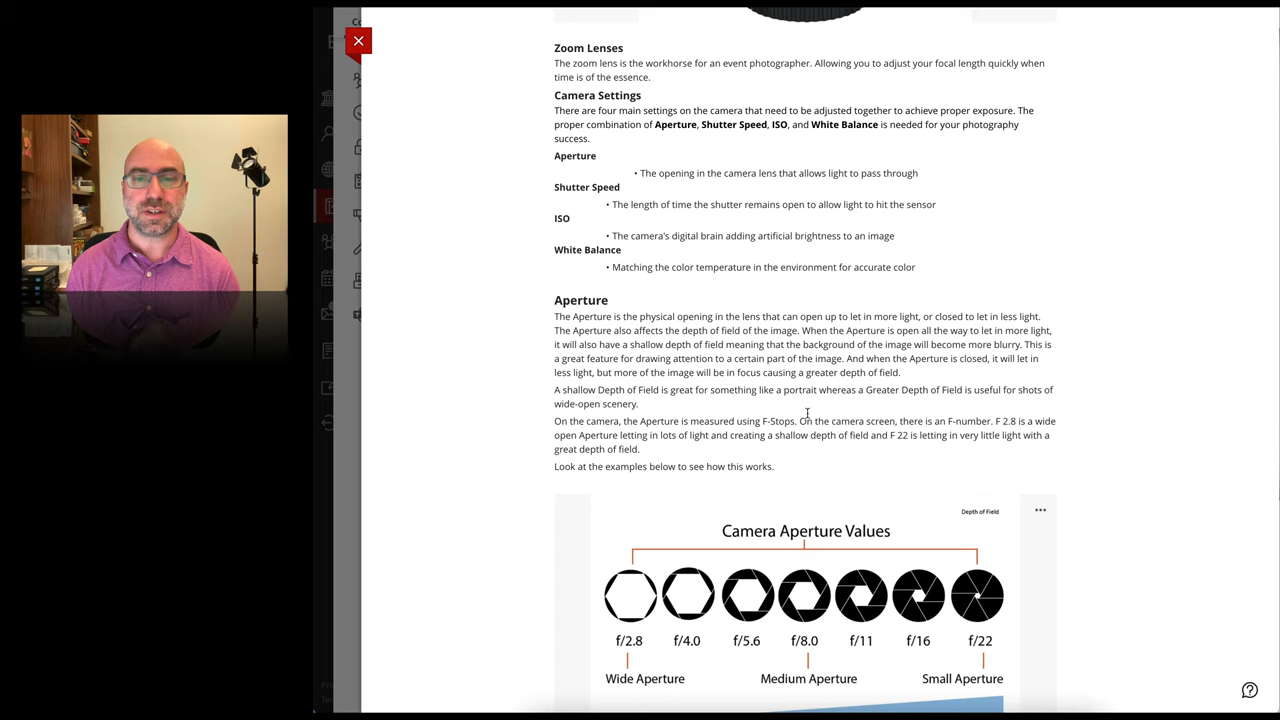 Co
Zoom Lenses
The zoom lens is the workhorse for an event photographer. Allowing you to adjust your focal length quickly when
time is of the essence.
Camera Settings
There are four main settings on the camera that need to be adjusted together to achieve proper exposure. The
proper combination of Aperture, Shutter Speed, ISO, and White Balance is needed for your photography
success.
Aperture
• The opening in the camera lens that allows light to pass through
Shutter Speed
• The length of time the shutter remains open to allow light to hit the sensor
ISO
• The camera's digital brain adding artificial brightness to an image
White Balance
• Matching the color temperature in the environment for accurate color
Aperture
The Aperture is the physical opening in the lens that can open up to let in more light, or closed to let in less light.
The Aperture also affects the depth of field of the image. When the Aperture is open all the way to let in more light,
it will also have a shallow depth of field meaning that the background of the image will become more blurry. This is
a great feature for drawing attention to a certain part of the image. And when the Aperture is closed, it will let in
less light, but more of the image will be in focus causing a greater depth of field.
A shallow Depth of Field is great for something like a portrait whereas a Greater Depth of Field is useful for shots of
wide-open scenery.
On the camera, the Aperture is measured using F-Stops. On the camera screen, there is an F-number. F 2.8 is a wide
open Aperture letting in lots of light and creating a shallow depth of field and F 22 is letting in very little light with a
great depth of field.
Look at the examples below to see how this works.
Depth of Field
Camera Aperture Values
f/2.8 f/4.0 f/5.6 f/8.0 f/11 f/16 f/22
Wide Aperture Medium Aperture Small Aperture